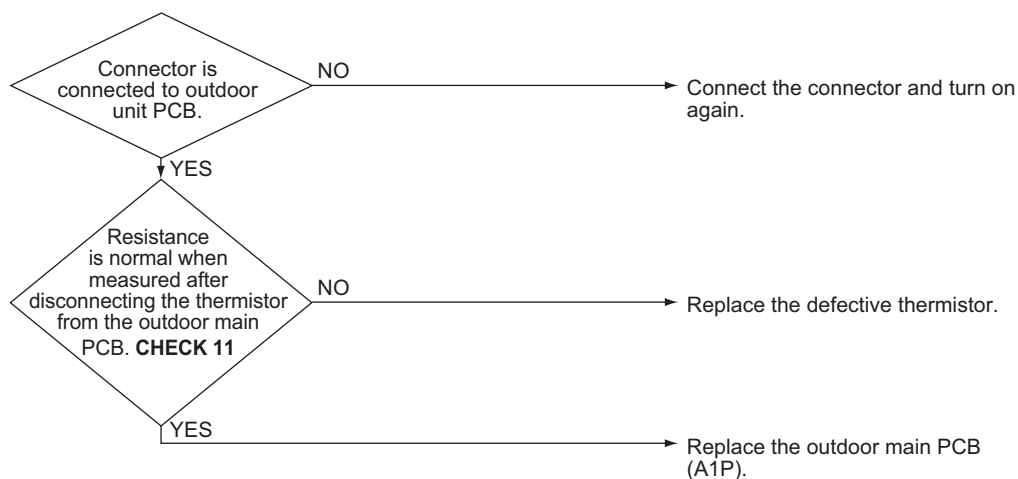 Connector is
connected to outdoor
unit PCB.
NO
Connect the connector and turn on
again.
YES
Resistance
is normal when
measured after
disconnecting the thermistor
from the outdoor main
PCB. CHECK 11
NO
Replace the defective thermistor.
YES
Replace the outdoor main PCB
(A1P).